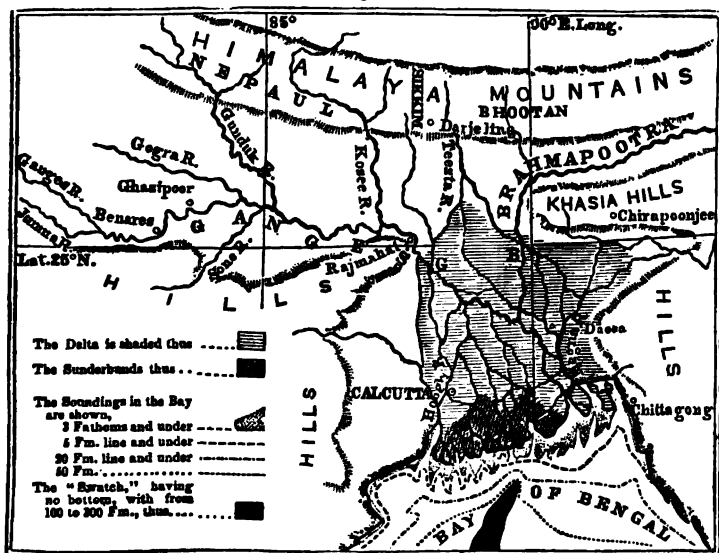 85°
90° E. Long.
HIMALAYA MOUNTAINS
NEPAUL
SIKKIM
BHOOTAN
Darjeling
Gunduk R.
Gogra R.
Kosee R.
Teesta R.
BRAHMAPOOTRA
Ganges R.
Ghazipoor
KHASIA HILLS
Chirapoonjee
Jumna R.
Benares
GANGES
Sone R.
Rajmahal
G
B
Lat. 25° N.
HILLS
The Delta is shaded thus
Dacca
HILLS
The Sunderbunds thus
CALCUTTA
HILLS
The Soundings in the Bay
are shown,
3 Fathoms and under
5 Fm. line and under
20 Fm. line and under
50 Fm.
Chittagong
The "Swatch," having
no bottom, with from
100 to 300 Fm., thus
BAY OF BENGAL